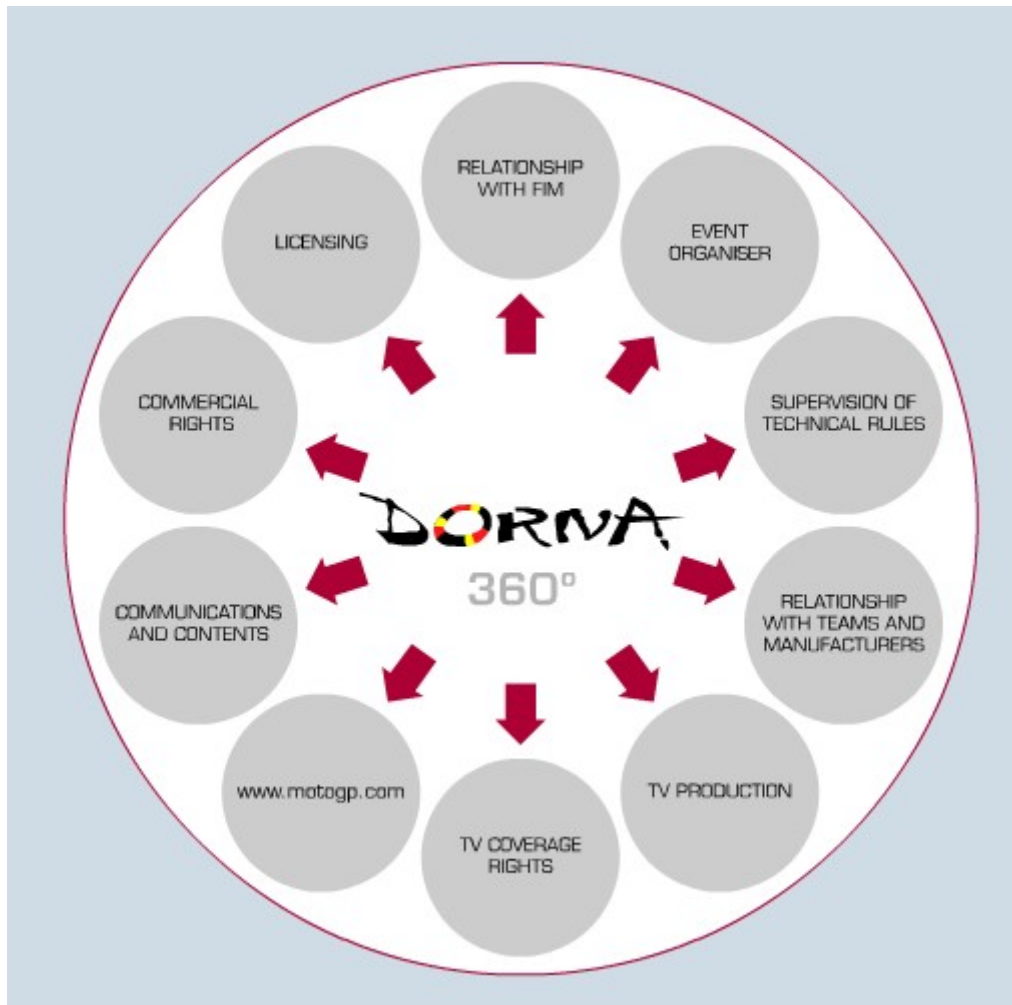 RELATIONSHIP
WITH FIM
EVENT
ORGANISER
SUPERVISION OF
TECHNICAL RULES
RELATIONSHIP
WITH TEAMS AND
MANUFACTURERS
TV PRODUCTION
TV COVERAGE
RIGHTS
www.motogp.com
COMMUNICATIONS
AND CONTENTS
COMMERCIAL
RIGHTS
LICENSING
DORNA
360º